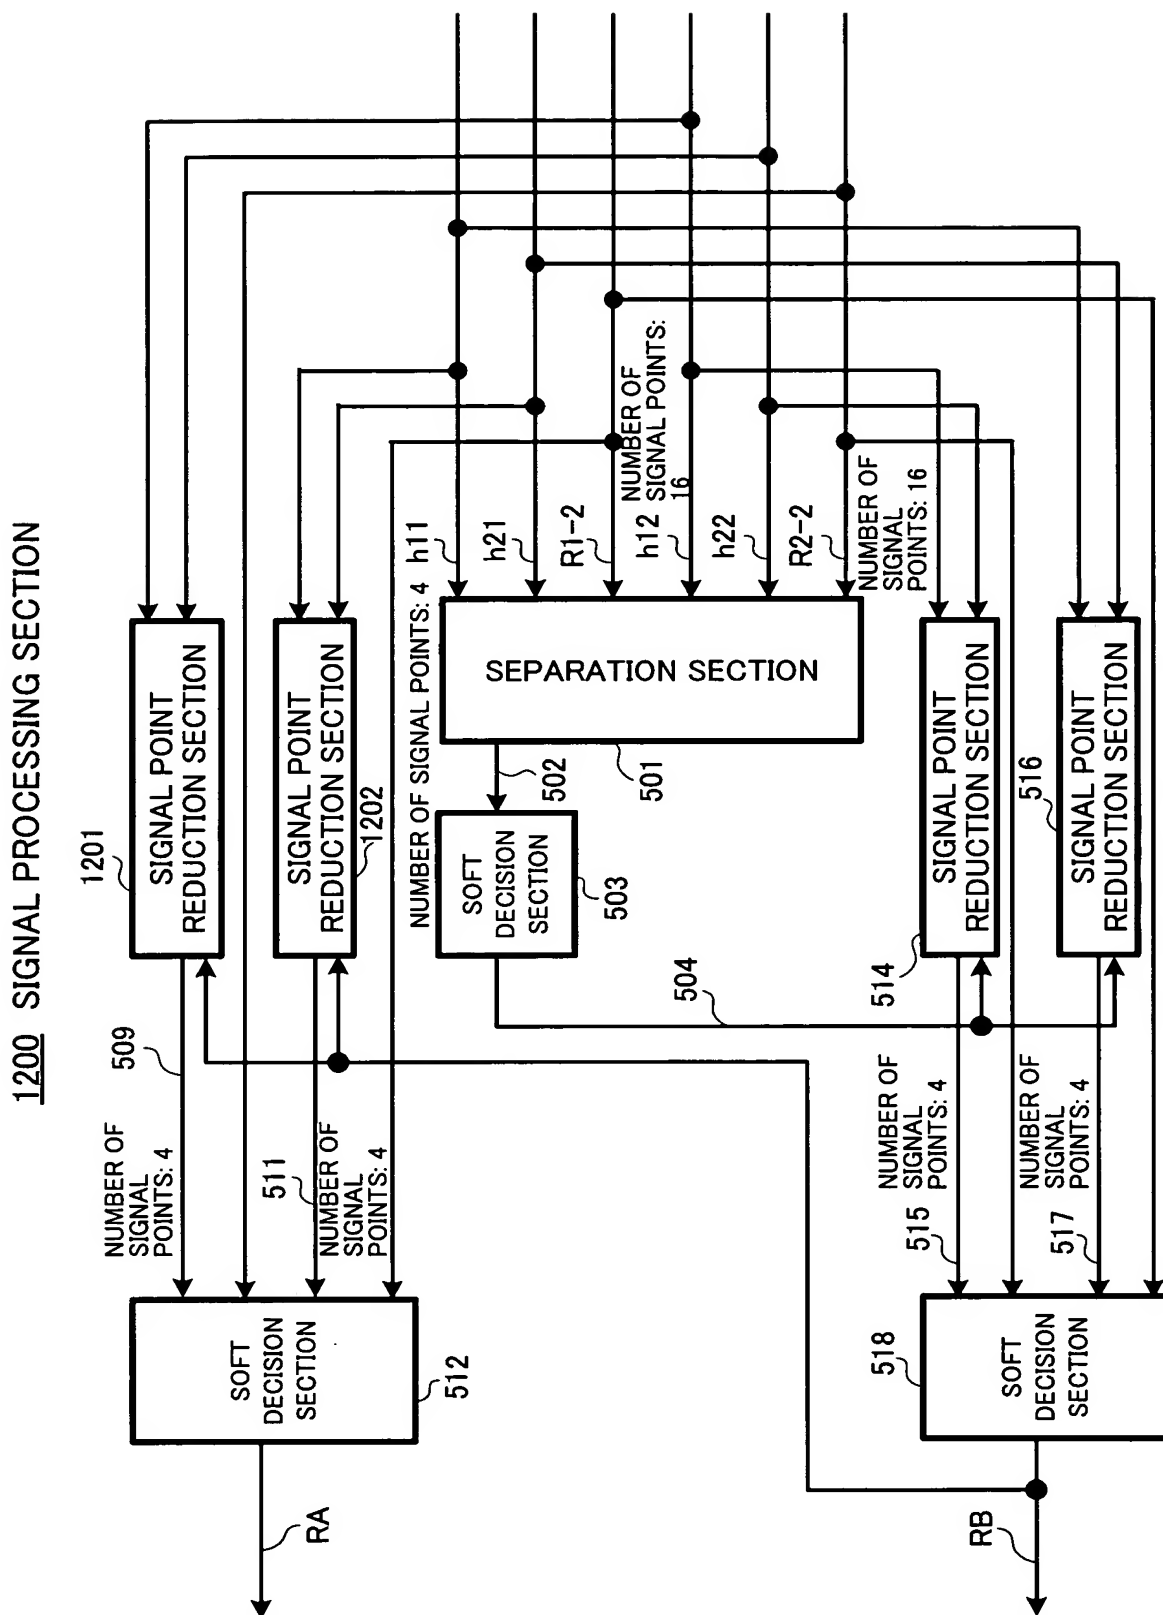 1200 SIGNAL PROCESSING SECTION
1201
SIGNAL POINT
REDUCTION SECTION
509
NUMBER OF
SIGNAL
POINTS: 4
SIGNAL POINT
REDUCTION SECTION
1202
511
NUMBER OF
SIGNAL
POINTS: 4
SOFT
DECISION
SECTION
512
RA
NUMBER OF SIGNAL POINTS: 4
h11
h21
R1-2
NUMBER OF
SIGNAL POINTS:
16
h12
h22
R2-2
NUMBER OF
SIGNAL
POINTS: 16
SEPARATION SECTION
501
502
SOFT
DECISION
SECTION
503
504
SIGNAL POINT
REDUCTION SECTION
514
NUMBER OF
SIGNAL
POINTS: 4
515
SIGNAL POINT
REDUCTION SECTION
516
NUMBER OF
SIGNAL
POINTS: 4
517
SOFT
DECISION
SECTION
518
RB